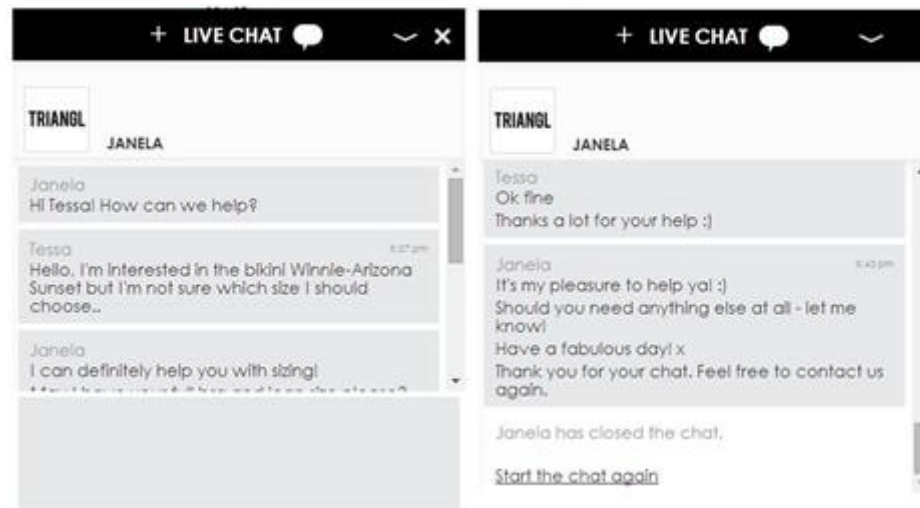 + LIVE CHAT
TRIANGL
JANELA
Janela
Hi Tessa! How can we help?
Tessa
5:37 pm
Hello, I'm interested in the bikini Winnie-Arizona
Sunset but I'm not sure which size I should
choose..
Janela
I can definitely help you with sizing!
+ LIVE CHAT
TRIANGL
JANELA
Tessa
Ok fine
Thanks a lot for your help :)
Janela
It's my pleasure to help ya! :)
Should you need anything else at all - let me
know!
Have a fabulous day! x
Thank you for your chat. Feel free to contact us
again.
Janela has closed the chat.
Start the chat again